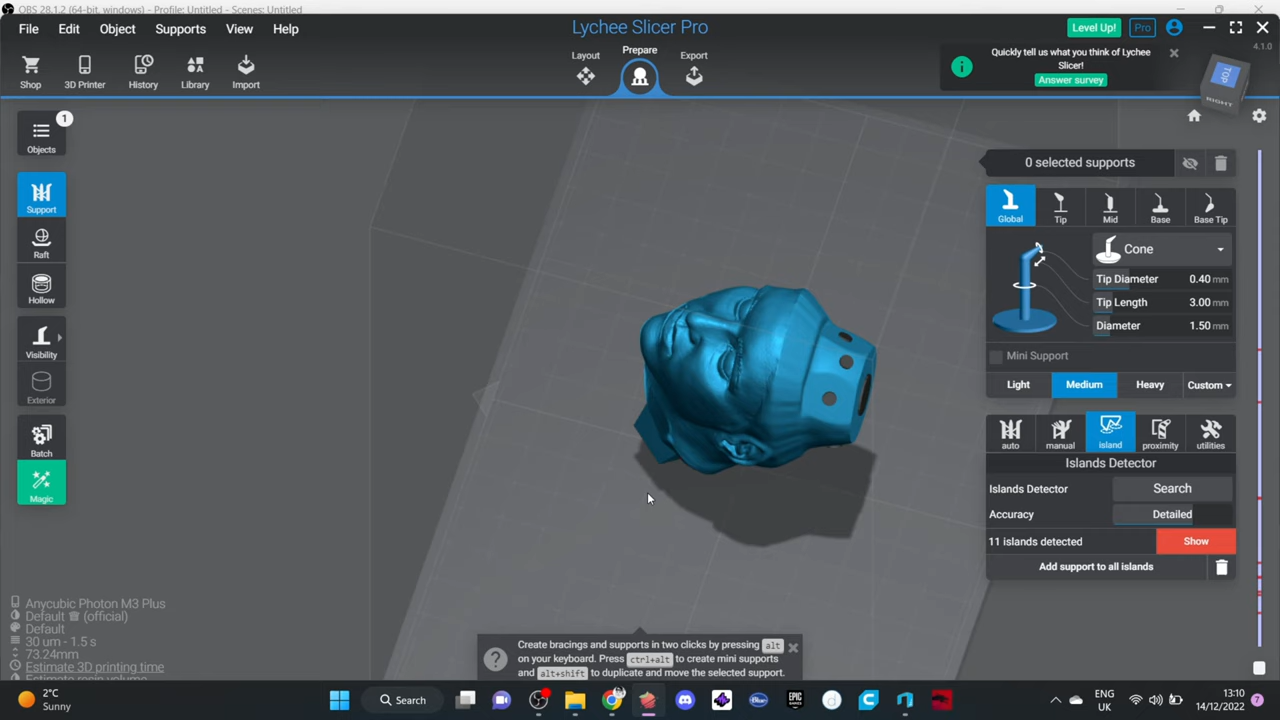 OBS 28.1.2 (64-bit, windows) - Profile: Untitled - Scenes: Untitled
File Edit Object Supports View Help
Lychee Slicer Pro
Level Up! Pro
4.1.0
Shop 3D Printer History Library Import
Layout Prepare Export
Quickly tell us what you think of Lychee
Slicer!
Answer survey
TOP
RIGHT
1
Objects
Support
Raft
Hollow
Visibility
Exterior
Batch
Magic
0 selected supports
Global Tip Mid Base Base Tip
Cone
Tip Diameter 0.40 mm
Tip Length 3.00 mm
Diameter 1.50 mm
Mini Support
Light Medium Heavy Custom
auto manual island proximity utilities
Islands Detector
Islands Detector Search
Accuracy Detailed
11 islands detected Show
Add support to all islands
Anycubic Photon M3 Plus
Default (official)
Default
30 um - 1.5 s
73.24mm
Estimate 3D printing time
Estimate resin volume
Create bracings and supports in two clicks by pressing alt
on your keyboard. Press ctrl+alt to create mini supports
and alt+shift to duplicate and move the selected support.
2°C
Sunny
Search
ENG
UK
13:10
14/12/2022
7